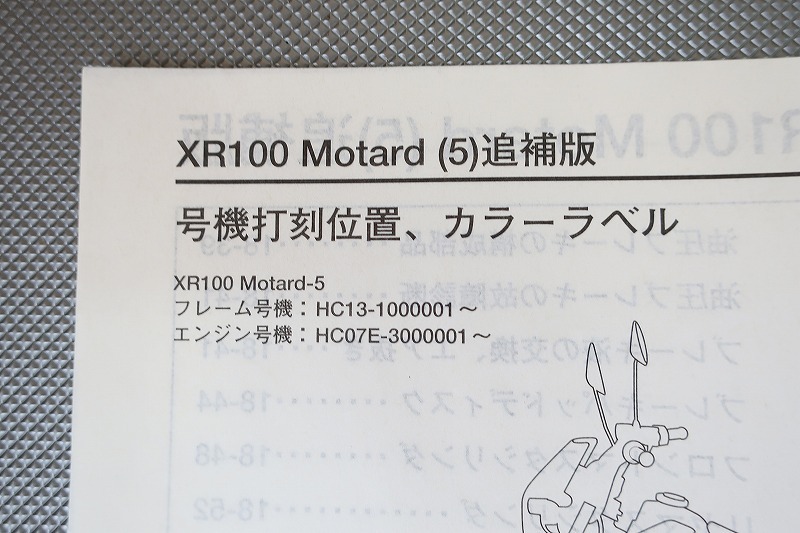 XR100 Motard (5)追補版
号機打刻位置、カラーラベル
XR100 Motard-5
フレーム号機：HC13-1000001～
エンジン号機：HC07E-3000001～